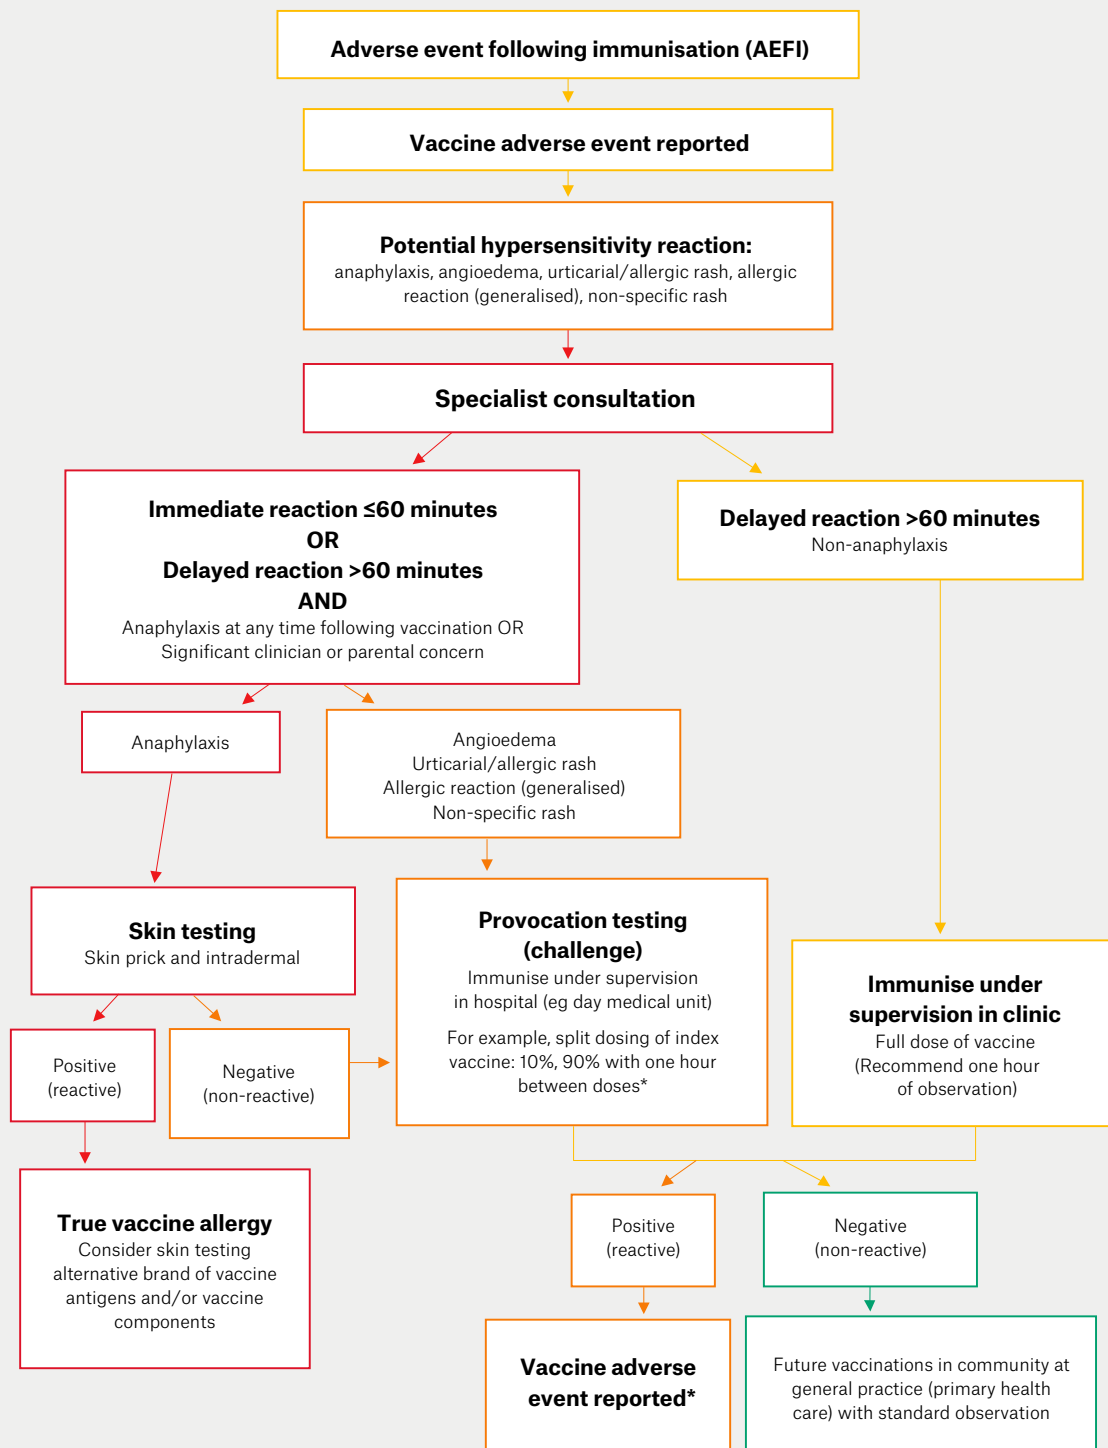 Adverse event following immunisation (AEFI)
Vaccine adverse event reported
Potential hypersensitivity reaction:
anaphylaxis, angioedema, urticarial/allergic rash, allergic
reaction (generalised), non-specific rash
Specialist consultation
Immediate reaction ≤60 minutes
OR
Delayed reaction >60 minutes
AND
Anaphylaxis at any time following vaccination OR
Significant clinician or parental concern
Delayed reaction >60 minutes
Non-anaphylaxis
Anaphylaxis
Angioedema
Urticarial/allergic rash
Allergic reaction (generalised)
Non-specific rash
Skin testing
Skin prick and intradermal
Provocation testing
(challenge)
Immunise under supervision
in hospital (eg day medical unit)
For example, split dosing of index
vaccine: 10%, 90% with one hour
between doses*
Immunise under
supervision in clinic
Full dose of vaccine
(Recommend one hour
of observation)
Positive
(reactive)
Negative
(non-reactive)
True vaccine allergy
Consider skin testing
alternative brand of vaccine
antigens and/or vaccine
components
Positive
(reactive)
Negative
(non-reactive)
Vaccine adverse
event reported*
Future vaccinations in community at
general practice (primary health
care) with standard observation